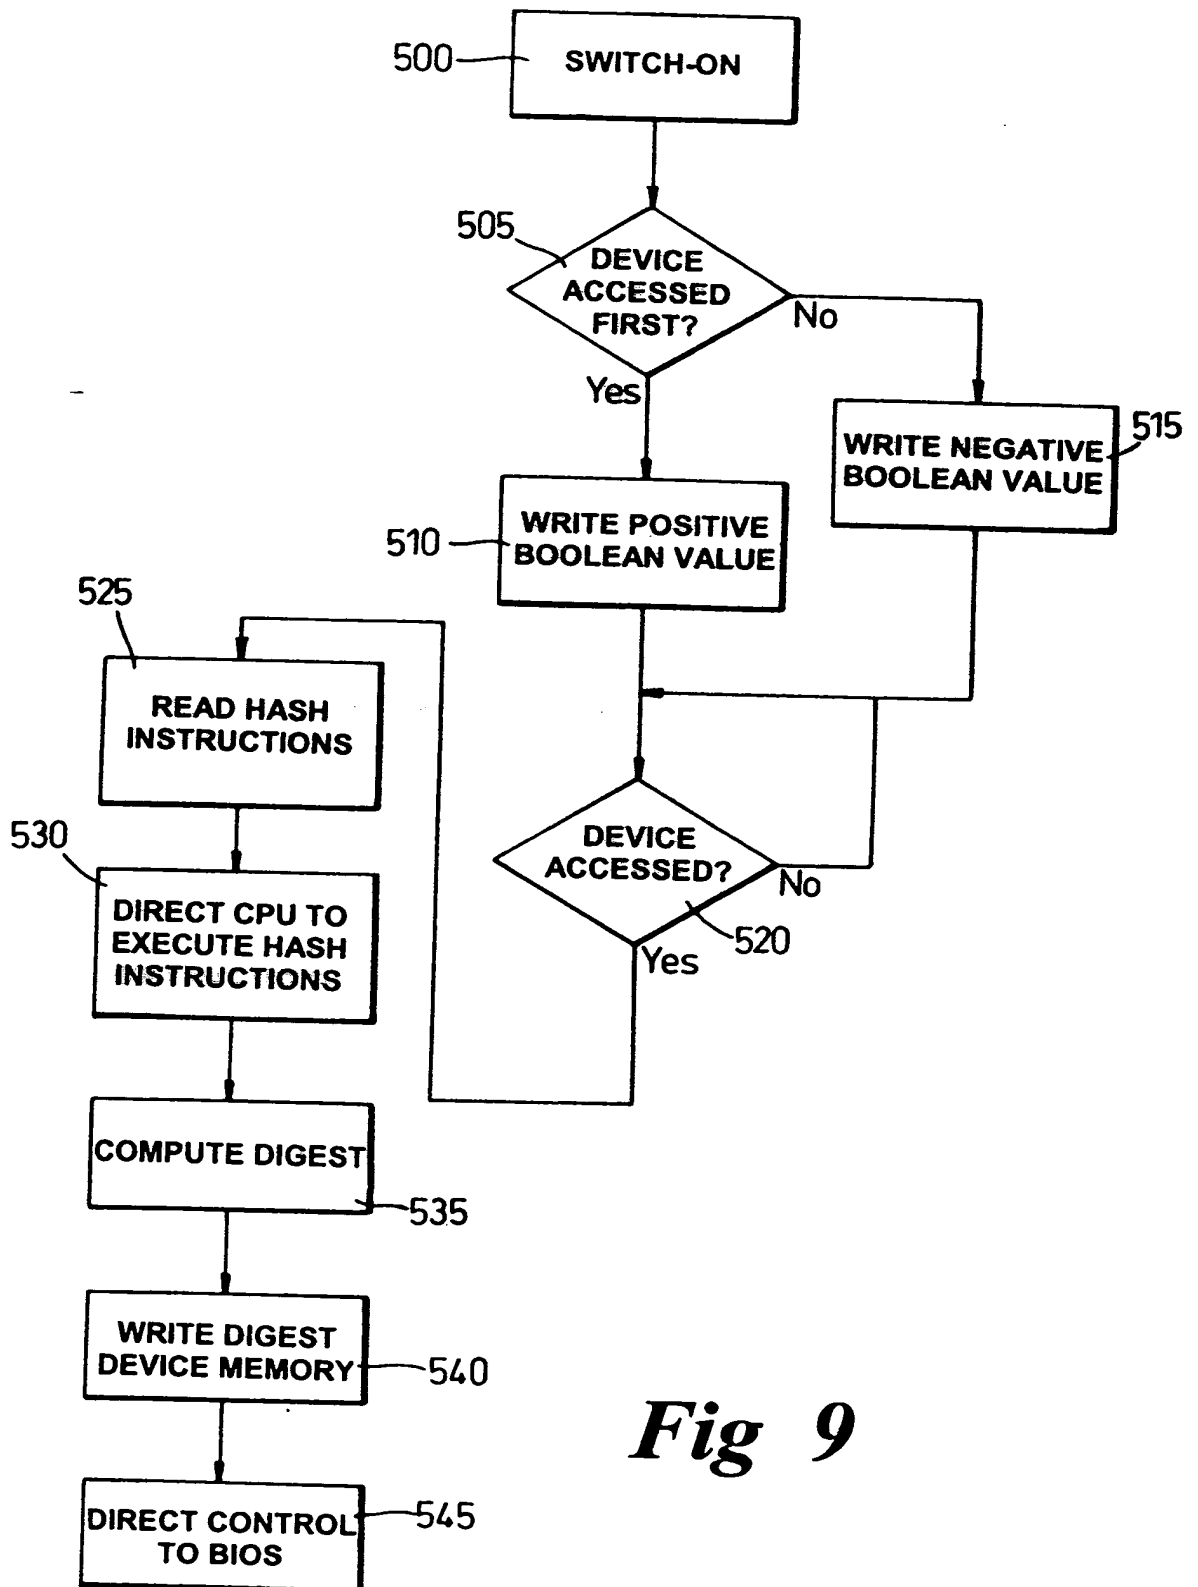 500
SWITCH-ON
505
DEVICE
ACCESSED
FIRST?
No
Yes
515
WRITE NEGATIVE
BOOLEAN VALUE
510
WRITE POSITIVE
BOOLEAN VALUE
525
READ HASH
INSTRUCTIONS
DEVICE
ACCESSED?
No
520
Yes
530
DIRECT CPU TO
EXECUTE HASH
INSTRUCTIONS
COMPUTE DIGEST
535
WRITE DIGEST
DEVICE MEMORY
540
DIRECT CONTROL
TO BIOS
545
Fig 9